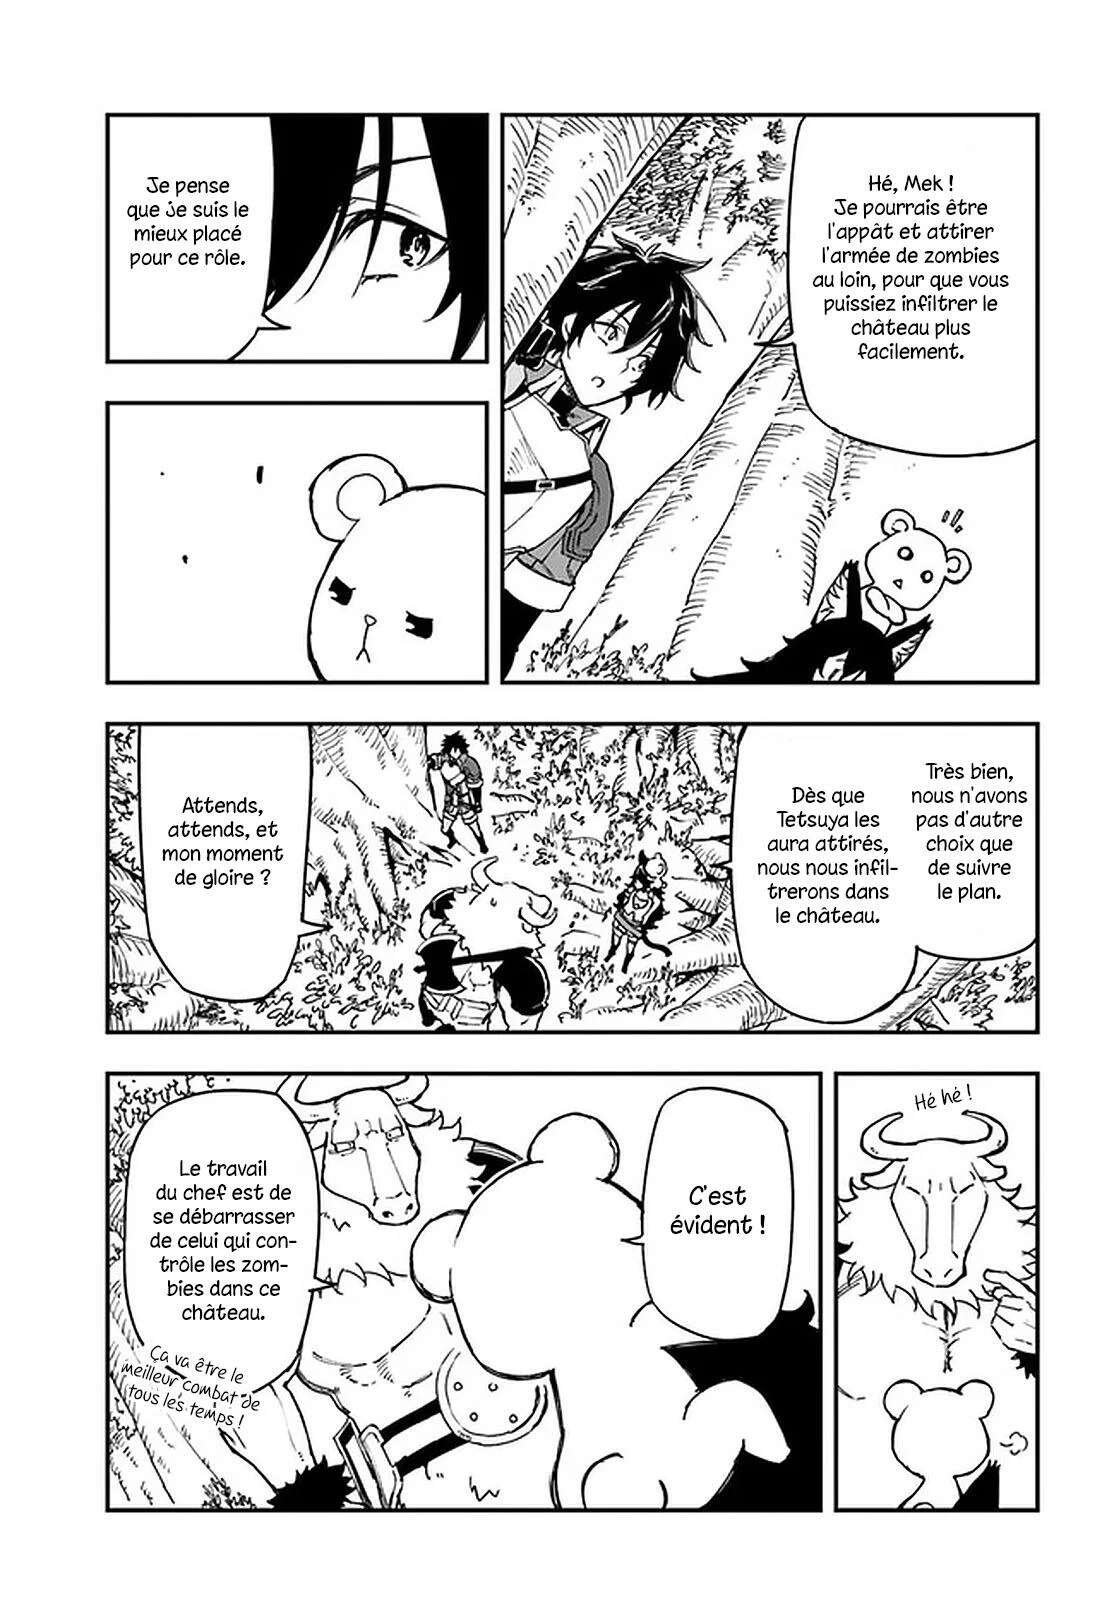 Hé, Mek !
Je pourrais être
l'appât et attirer
l'armée de zombies
au loin, pour que vous
puissiez infiltrer le
château plus
facilement.
Je pense
que je suis le
mieux placé
pour ce rôle.
Très bien,
nous n'avons
pas d'autre
choix que
de suivre
le plan.
Dès que
Tetsuya les
aura attirés,
nous nous infil-
trerons dans
le château.
Attends,
attends, et
mon moment
de gloire ?
Hé hé !
C'est
évident !
Le travail
du chef est de
se débarrasser
de celui qui con-
trôle les zom-
bies dans ce
château.
Ça va être le
meilleur combat de
tous les temps !